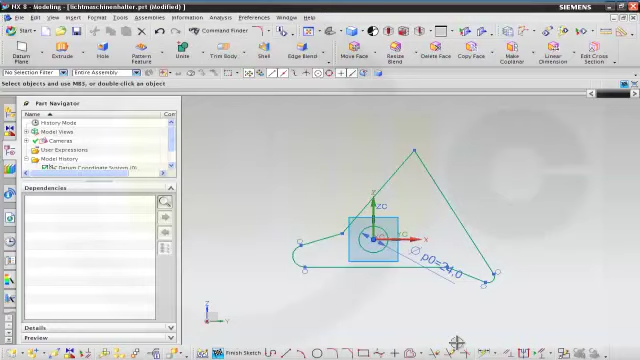 NX 8 - Modeling - [lichtmaschinenhalter.prt (Modified) ]
SIEMENS
File Edit View Insert Format Tools Assemblies Information Analysis Preferences Window Help
Start
Command Finder
Datum Plane
Extrude
Hole
Pattern Feature
Unite
Trim Body
Shell
Edge Blend
Move Face
Resize Blend
Delete Face
Copy Face
Make Coplanar
Linear Dimension
Edit Cross Section
No Selection Filter
Entire Assembly
Select objects and use MB3, or double-click an object
Part Navigator
Name
Con
History Mode
Model Views
Cameras
User Expressions
Model History
Datum Coordinate System (0)
Dependencies
Details
Preview
Z
ZC
YC
X
p0=24,0
Z
Y
Finish Sketch